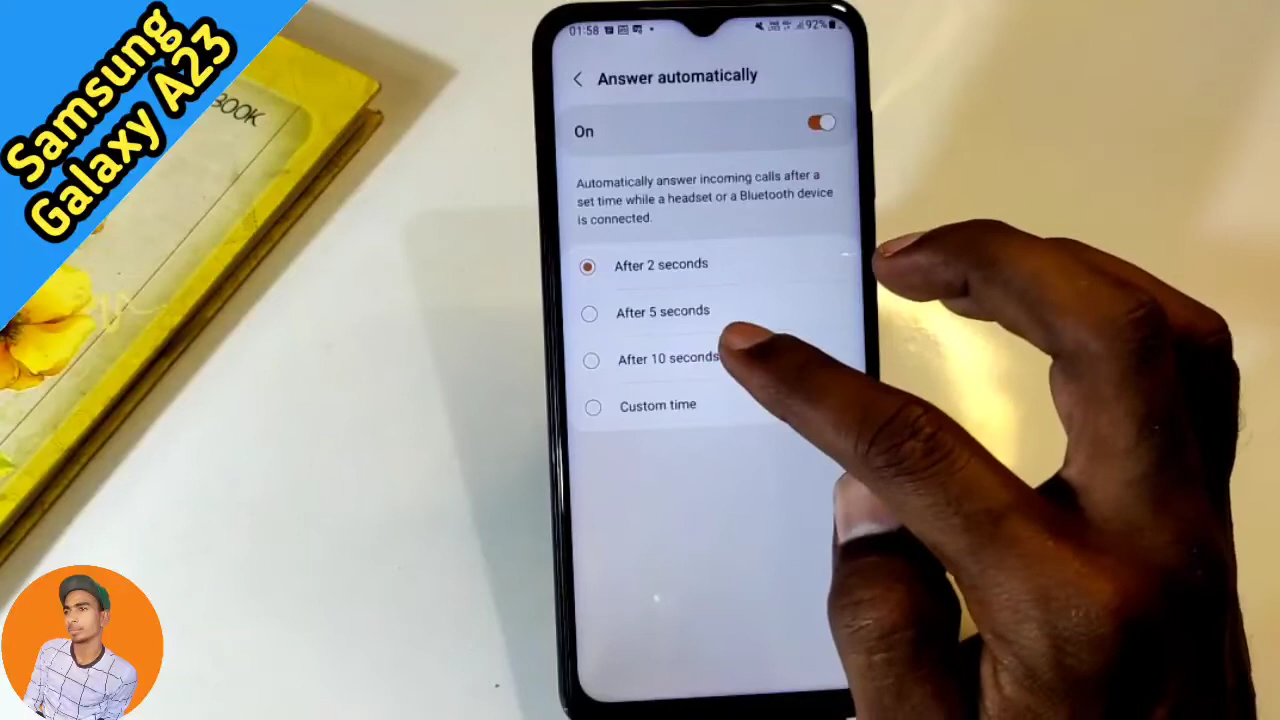 Samsung
Galaxy A23
BOOK
01:58
92%
Answer automatically
On
Automatically answer incoming calls after a
set time while a headset or a Bluetooth device
is connected.
After 2 seconds
After 5 seconds
After 10 seconds
Custom time